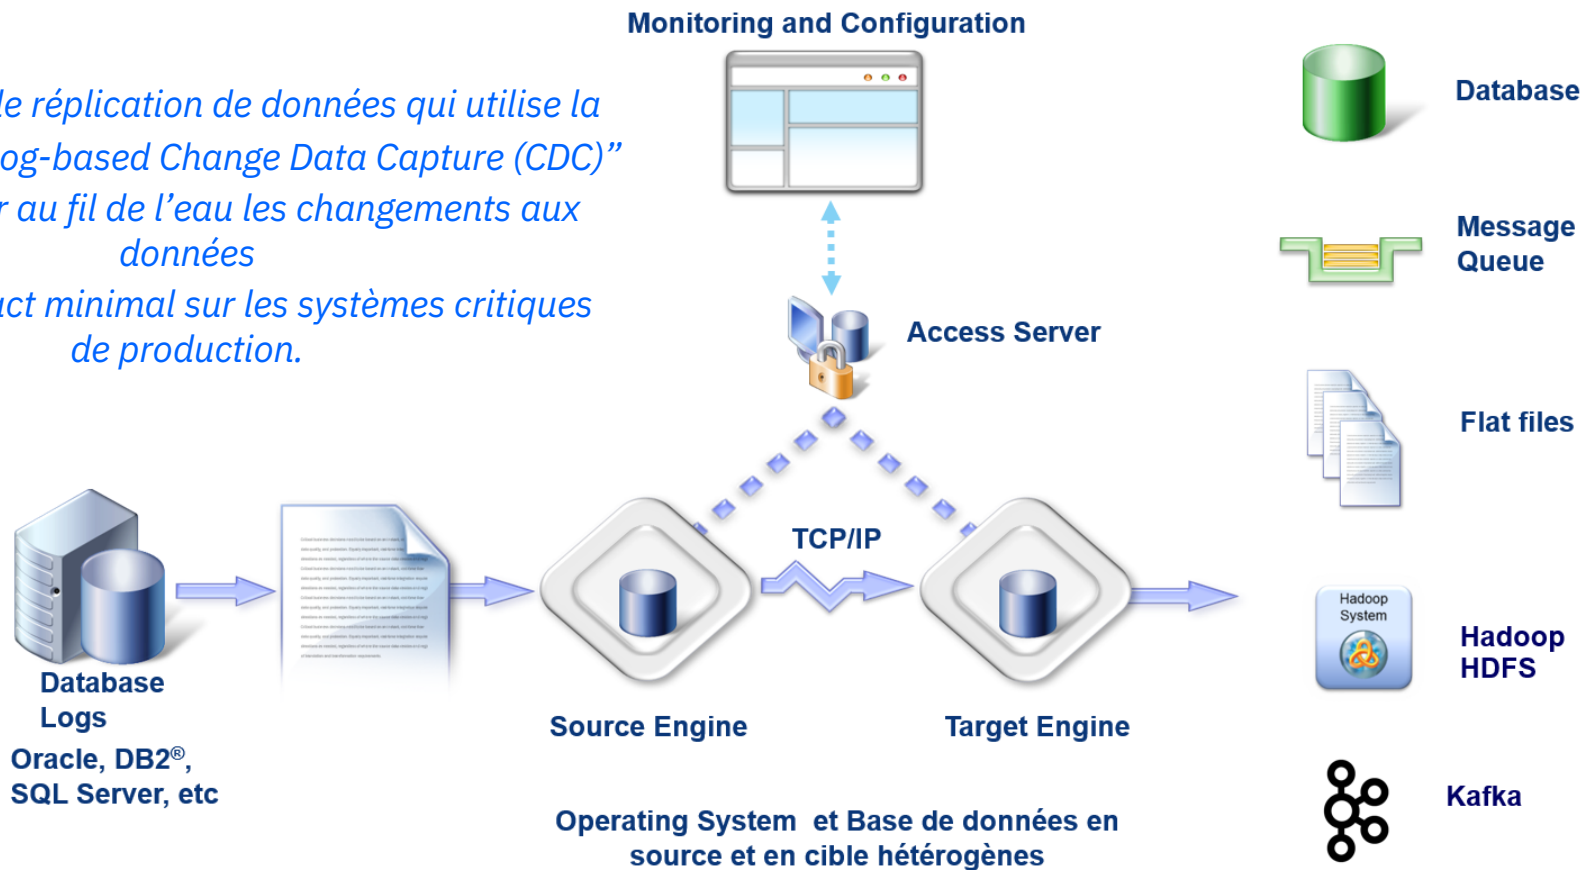 Monitoring and Configuration
le réplication de données qui utilise la
og-based Change Data Capture (CDC)”
r au fil de l’eau les changements aux
données
act minimal sur les systèmes critiques
de production.
Access Server
TCP/IP
Database
Logs
Oracle, DB2®,
SQL Server, etc
Source Engine
Target Engine
Operating System et Base de données en
source et en cible hétérogènes
Database
Message
Queue
Flat files
Hadoop
System
Hadoop
HDFS
Kafka